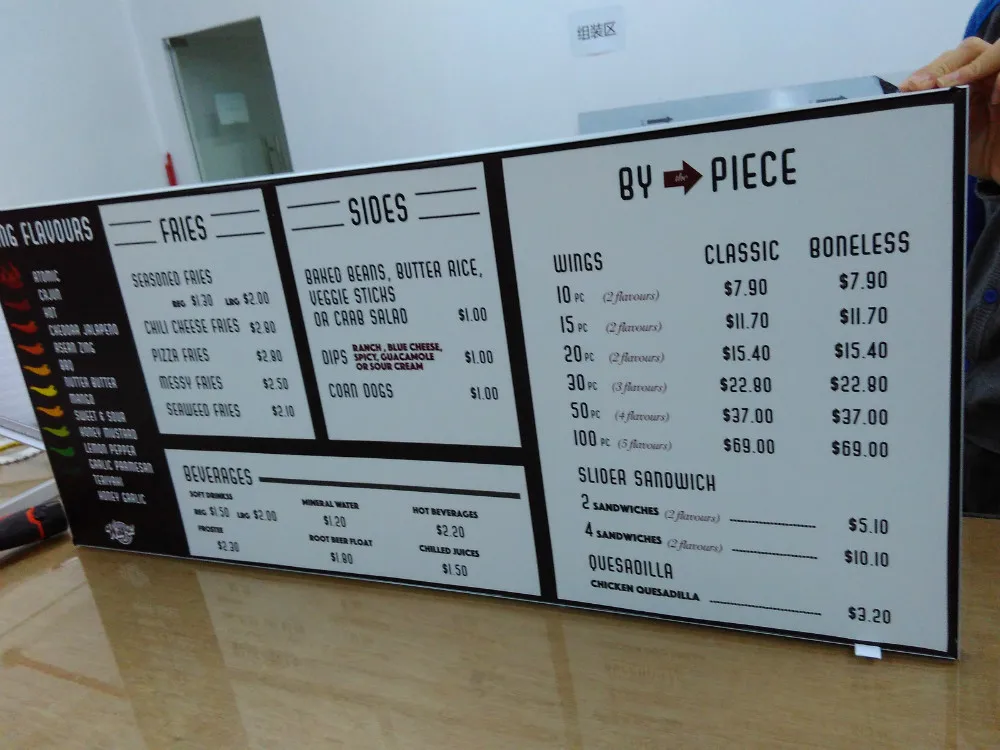 组装区
NG FLAVOURS
ATOMIC
CAJUN
HOT
CHEDDAR JALAPENO
ASEAN ZING
BBQ
BUTTER BUTTER
MANGO
SWEET & SOUR
HONEY MUSTARD
LEMON PEPPER
GARLIC PARMESAN
TERIYAKI
HONEY GARLIC
FRIES
SEASONED FRIES
REG $1.30 LRG $2.00
CHILI CHEESE FRIES $2.80
PIZZA FRIES $2.80
MESSY FRIES $2.50
SEAWEED FRIES $2.10
SIDES
BAKED BEANS, BUTTER RICE,
VEGGIE STICKS
OR CRAB SALAD $1.00
DIPS RANCH, BLUE CHEESE,
SPICY, GUACAMOLE $1.00
OR SOUR CREAM
CORN DOGS $1.00
BEVERAGES
SOFT DRINKS
REG $1.50 LRG $2.00
FROSTEE
$2.30
MINERAL WATER
$1.20
ROOT BEER FLOAT
$1.80
HOT BEVERAGES
$2.20
CHILLED JUICES
$1.50
BY the PIECE
WINGS CLASSIC BONELESS
10 PC (2 flavours) $7.90 $7.90
15 PC (2 flavours) $11.70 $11.70
20 PC (2 flavours) $15.40 $15.40
30 PC (3 flavours) $22.80 $22.80
50 PC (4 flavours) $37.00 $37.00
100 PC (5 flavours) $69.00 $69.00
SLIDER SANDWICH
2 SANDWICHES (2 flavours) $5.10
4 SANDWICHES (2 flavours) $10.10
QUESADILLA
CHICKEN QUESADILLA $3.20